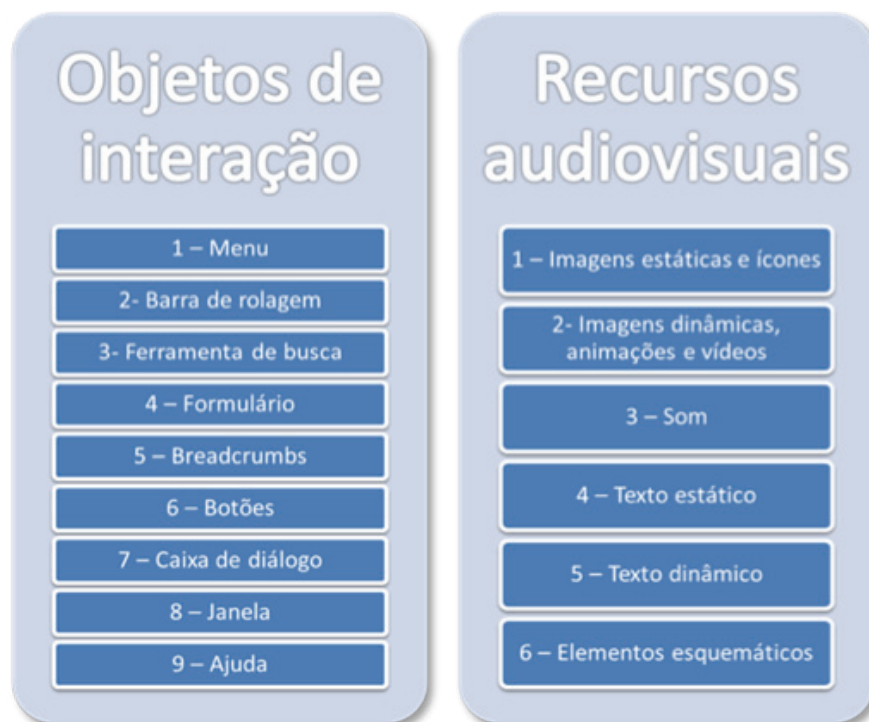 Objetos de
interação
1 – Menu
2- Barra de rolagem
3- Ferramenta de busca
4 – Formulário
5 – Breadcrumbs
6 – Botões
7 – Caixa de diálogo
8 – Janela
9 – Ajuda
Recursos
audiovisuais
1 – Imagens estáticas e ícones
2- Imagens dinâmicas,
animações e vídeos
3 – Som
4 – Texto estático
5 – Texto dinâmico
6 – Elementos esquemáticos